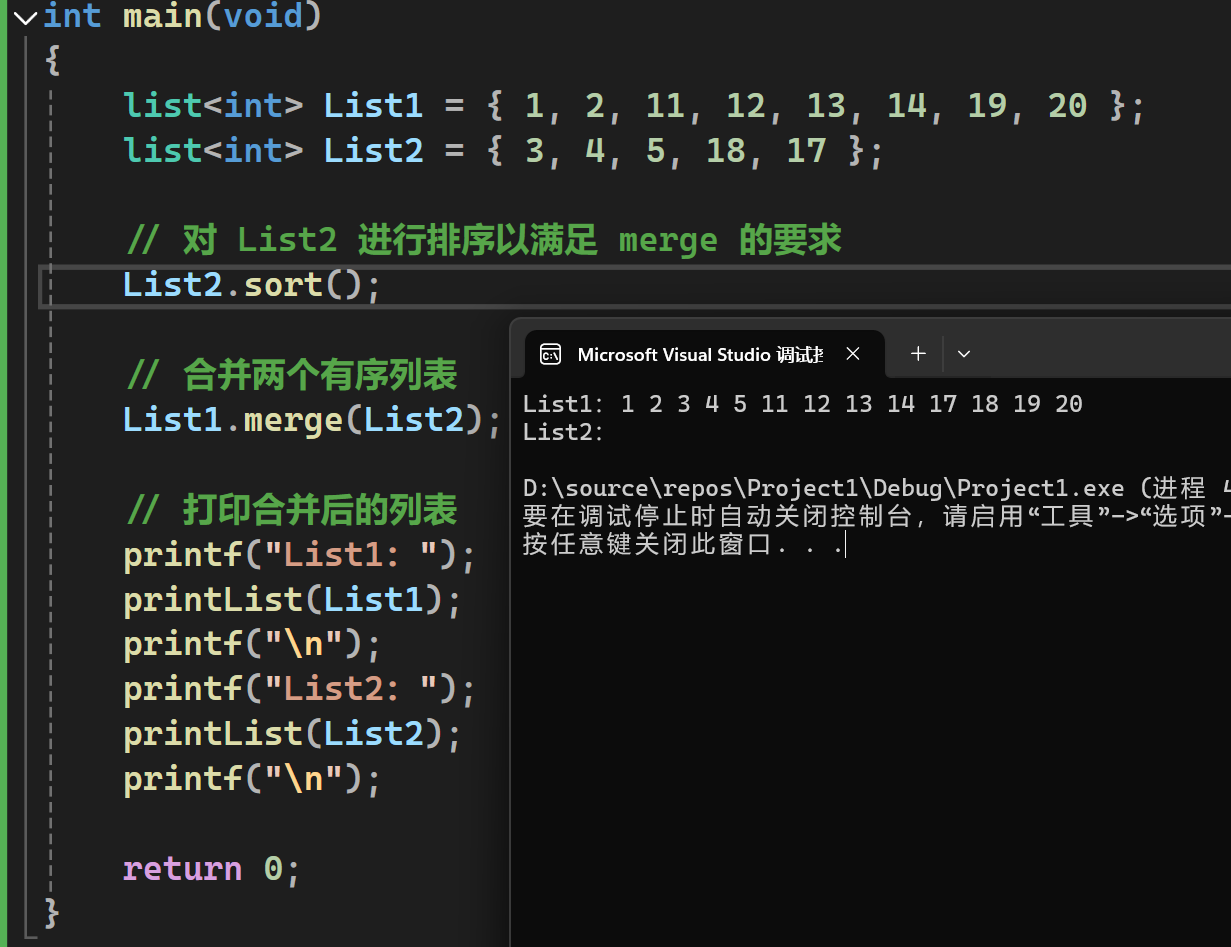 int main(void)
{
list<int> List1 = { 1, 2, 11, 12, 13, 14, 19, 20 };
list<int> List2 = { 3, 4, 5, 18, 17 };
// 对 List2 进行排序以满足 merge 的要求
List2.sort();
// 合并两个有序列表
List1.merge(List2);
// 打印合并后的列表
printf("List1: ");
printList(List1);
printf("\n");
printf("List2: ");
printList(List2);
printf("\n");
return 0;
}
Microsoft Visual Studio 调试
List1: 1 2 3 4 5 11 12 13 14 17 18 19 20
List2:
D:\source\repos\Project1\Debug\Project1.exe (进程
要在调试停止时自动关闭控制台, 请启用“工具”->“选项”-
按任意键关闭此窗口. . .